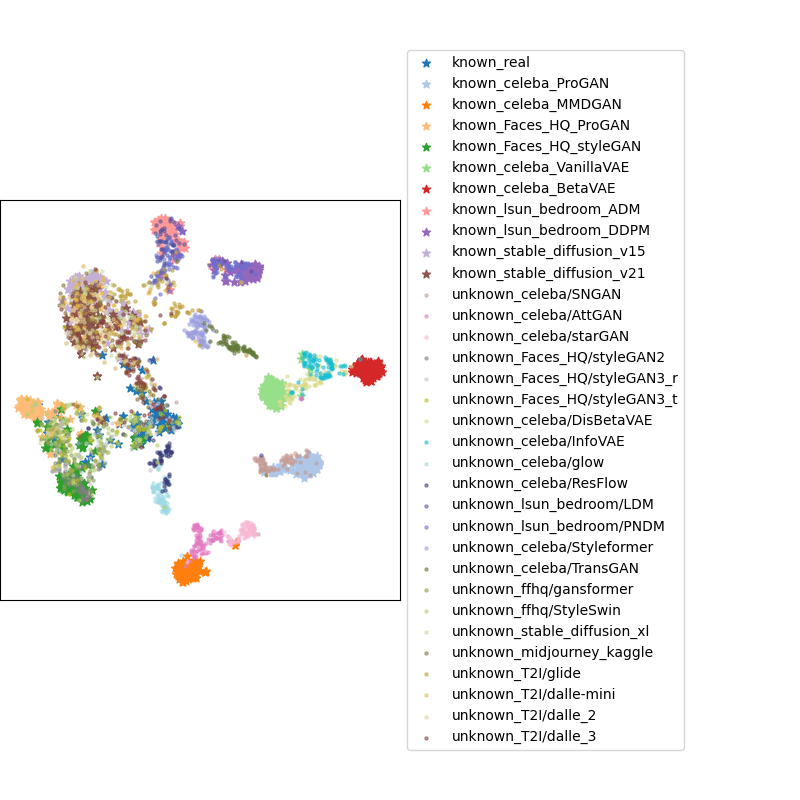 known_real
known_celeba_ProGAN
known_celeba_MMDGAN
known_Faces_HQ_ProGAN
known_Faces_HQ_styleGAN
known_celeba_VanillaVAE
known_celeba_BetaVAE
known_lsun_bedroom_ADM
known_lsun_bedroom_DDPM
known_stable_diffusion_v15
known_stable_diffusion_v21
unknown_celeba/SNGAN
unknown_celeba/AttGAN
unknown_celeba/starGAN
unknown_Faces_HQ/styleGAN2
unknown_Faces_HQ/styleGAN3_r
unknown_Faces_HQ/styleGAN3_t
unknown_celeba/DisBetaVAE
unknown_celeba/InfoVAE
unknown_celeba/glow
unknown_celeba/ResFlow
unknown_lsun_bedroom/LDM
unknown_lsun_bedroom/PNDM
unknown_celeba/Styleformer
unknown_celeba/TransGAN
unknown_ffhq/gansformer
unknown_ffhq/StyleSwin
unknown_stable_diffusion_xl
unknown_midjourney_kaggle
unknown_T2I/glide
unknown_T2I/dalle-mini
unknown_T2I/dalle_2
unknown_T2I/dalle_3